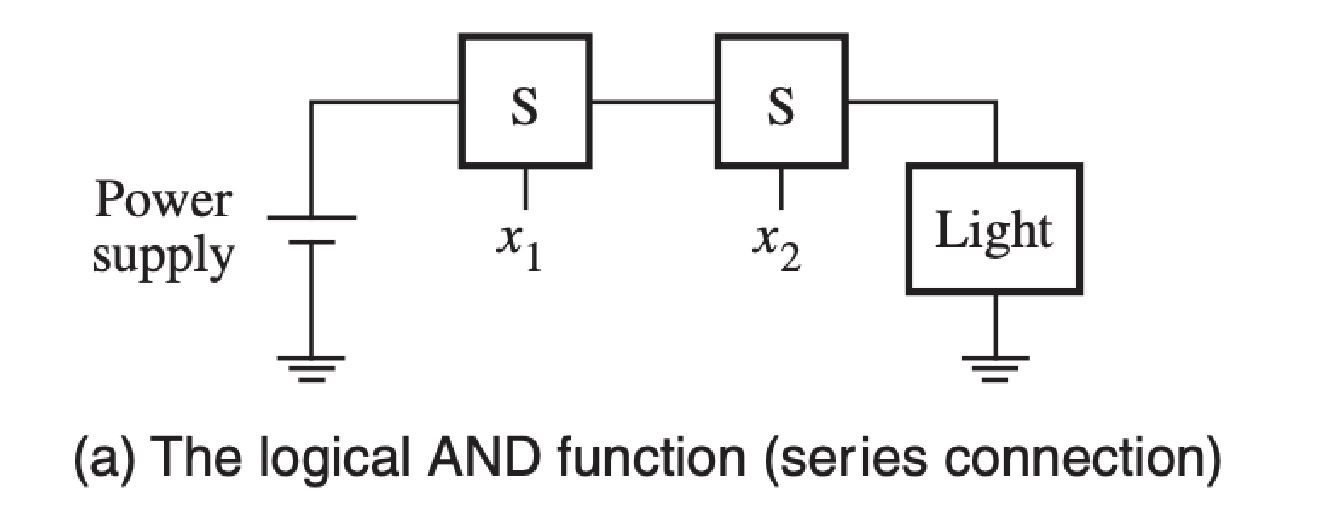 S S
Power
supply
x₁ x₂
Light
(a) The logical AND function (series connection)